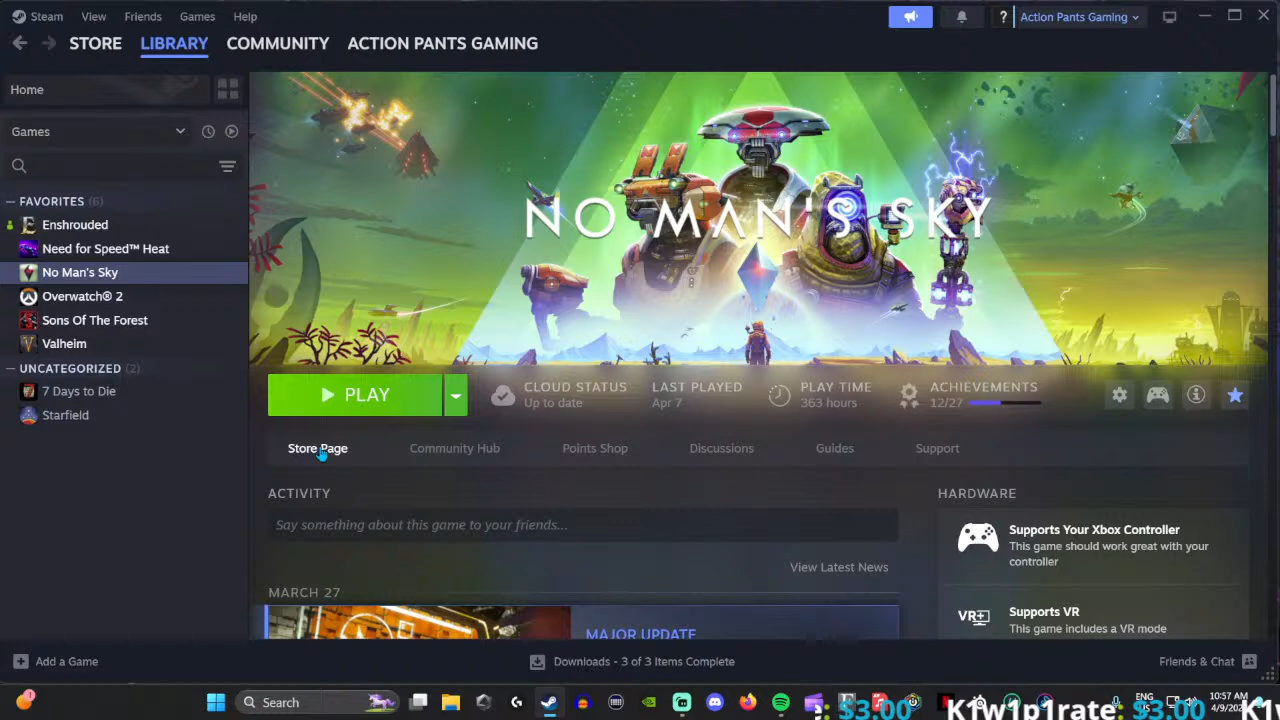 Steam View Friends Games Help
? Action Pants Gaming
STORE LIBRARY COMMUNITY ACTION PANTS GAMING
Home
Games
FAVORITES (6)
Enshrouded
Need for Speed™ Heat
No Man's Sky
Overwatch® 2
Sons Of The Forest
Valheim
UNCATEGORIZED (2)
7 Days to Die
Starfield
NO MAN'S SKY
PLAY
CLOUD STATUS
Up to date
LAST PLAYED
Apr 7
PLAY TIME
363 hours
ACHIEVEMENTS
12/27
Store Page Community Hub Points Shop Discussions Guides Support
ACTIVITY
Say something about this game to your friends...
View Latest News
MARCH 27
MAJOR UPDATE
HARDWARE
Supports Your Xbox Controller
This game should work great with your
controller
VR
Supports VR
This game includes a VR mode
Add a Game
Downloads - 3 of 3 Items Complete
Friends & Chat
Search
ENG
10:57 AM
: $3.00 K1w1p1rate: $3.00